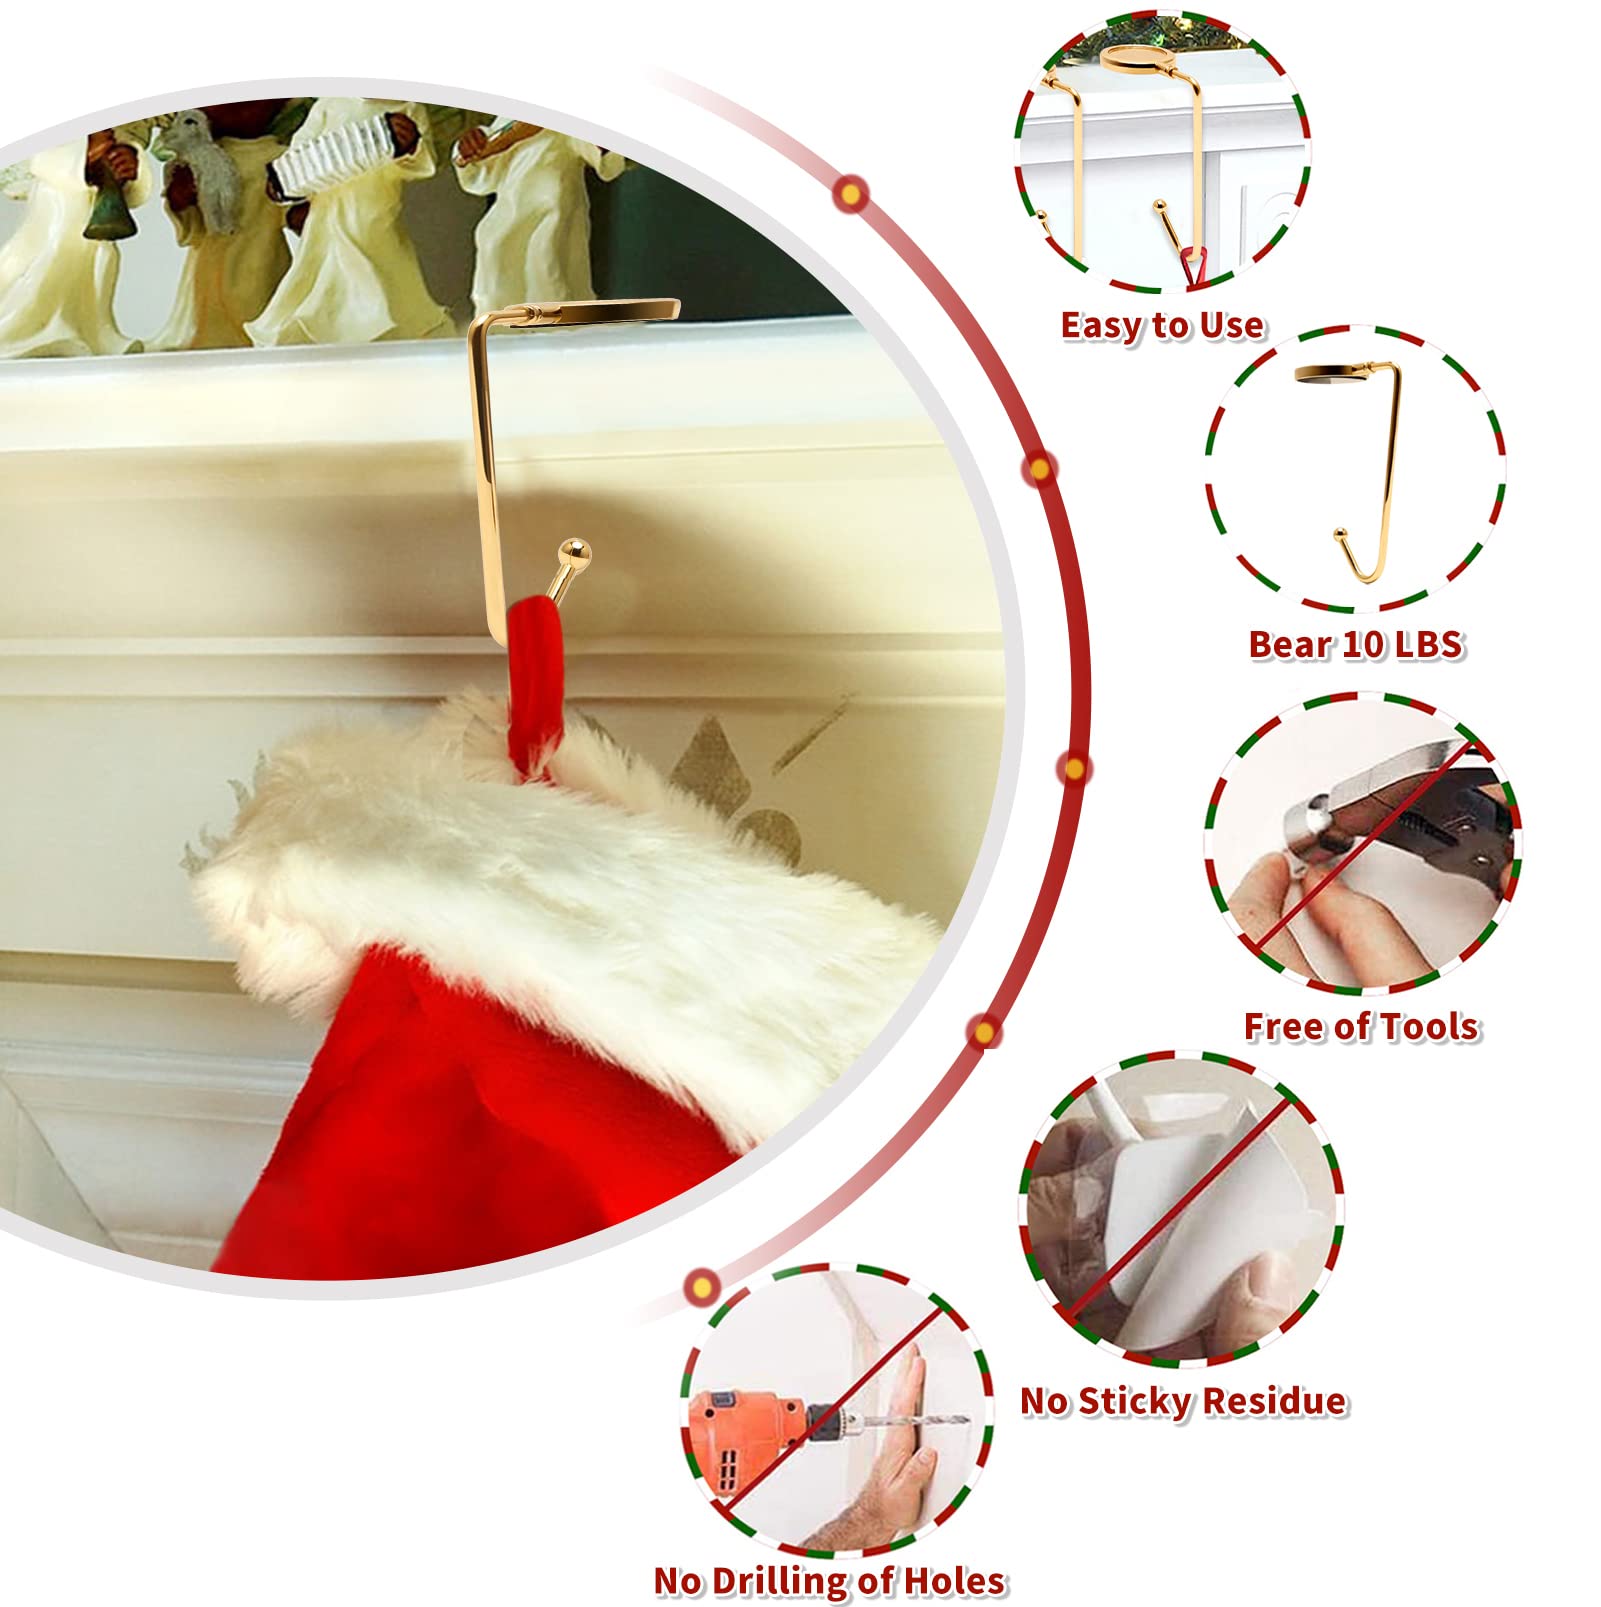 Easy to Use
Bear 10 LBS
Free of Tools
No Sticky Residue
No Drilling of Holes